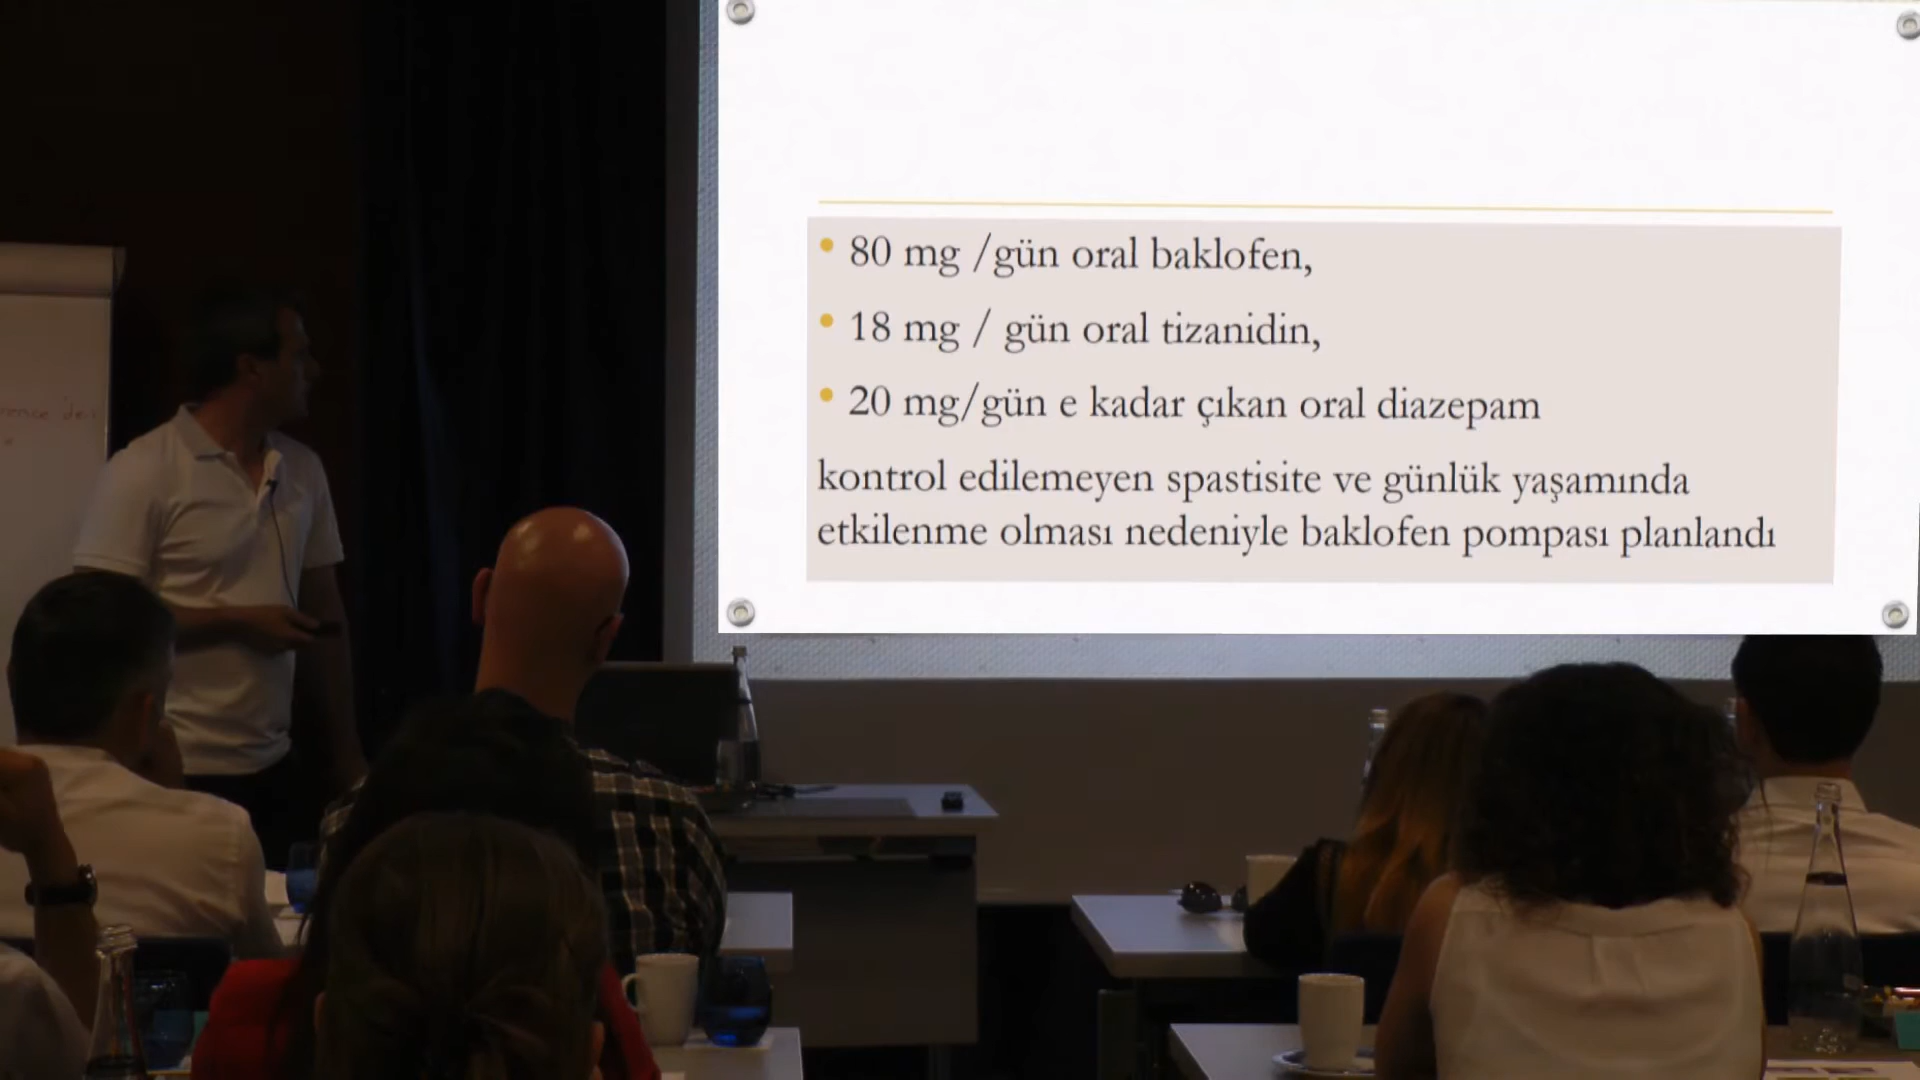 80 mg /gün oral baklofen,
18 mg / gün oral tizanidin,
20 mg/gün e kadar çıkan oral diazepam
kontrol edilemeyen spastisite ve günlük yaşamında
etkilenme olması nedeniyle baklofen pompası planlandı